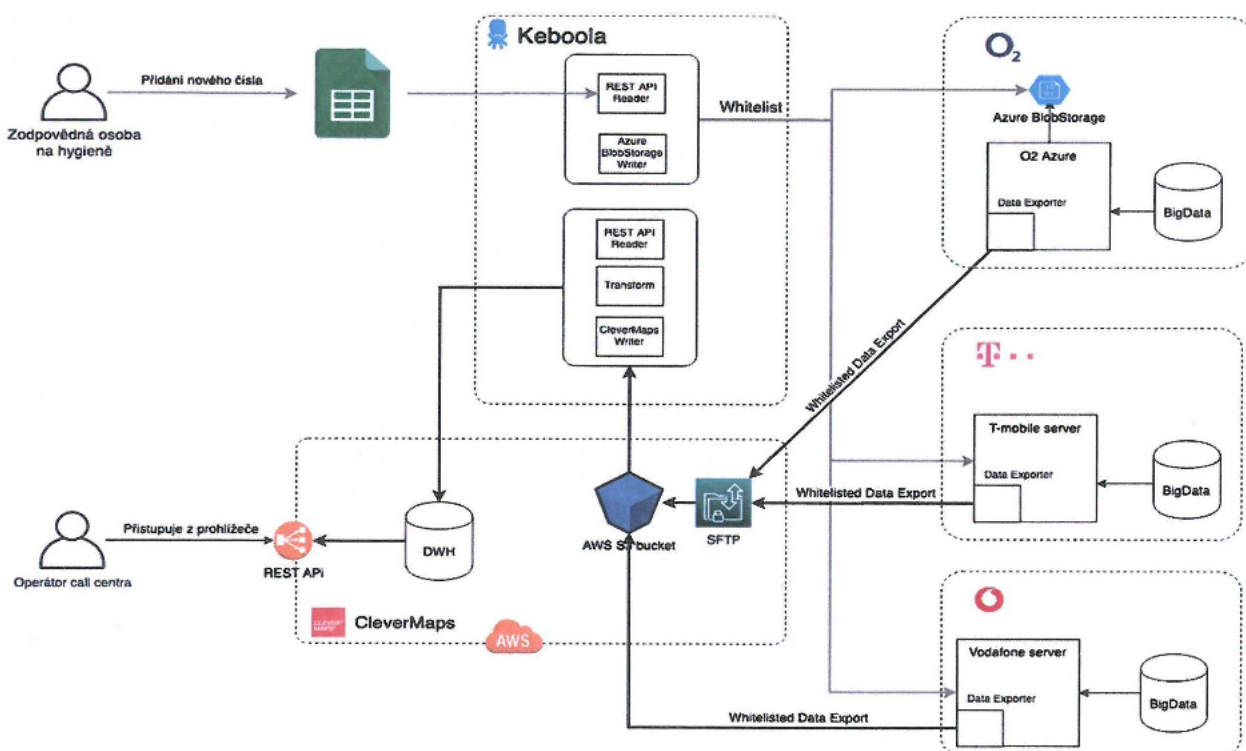 Keboola
O2
Přidání nového čísla
REST API
Reader
Whitelist
Azure BlobStorage
Zodpovědná osoba
na hygieně
Azure
BlobStorage
Writer
O2 Azure
Data Exporter
BigData
REST API
Reader
Transform
CleverMaps
Writer
Whitelisted Data Export
T
T-mobile server
Data Exporter
BigData
Whitelisted Data Export
Přistupuje z prohlížeče
DWH
AWS S3 bucket
SFTP
REST APi
Operátor call centra
CLEVER
MAPS
CleverMaps
AWS
Vodafone server
Data Exporter
BigData
Whitelisted Data Export